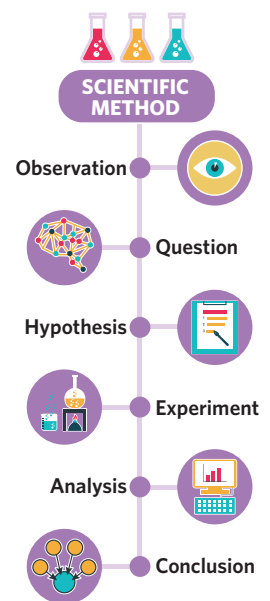 SCIENTIFIC
METHOD
Observation
Question
Hypothesis
Experiment
Analysis
Conclusion